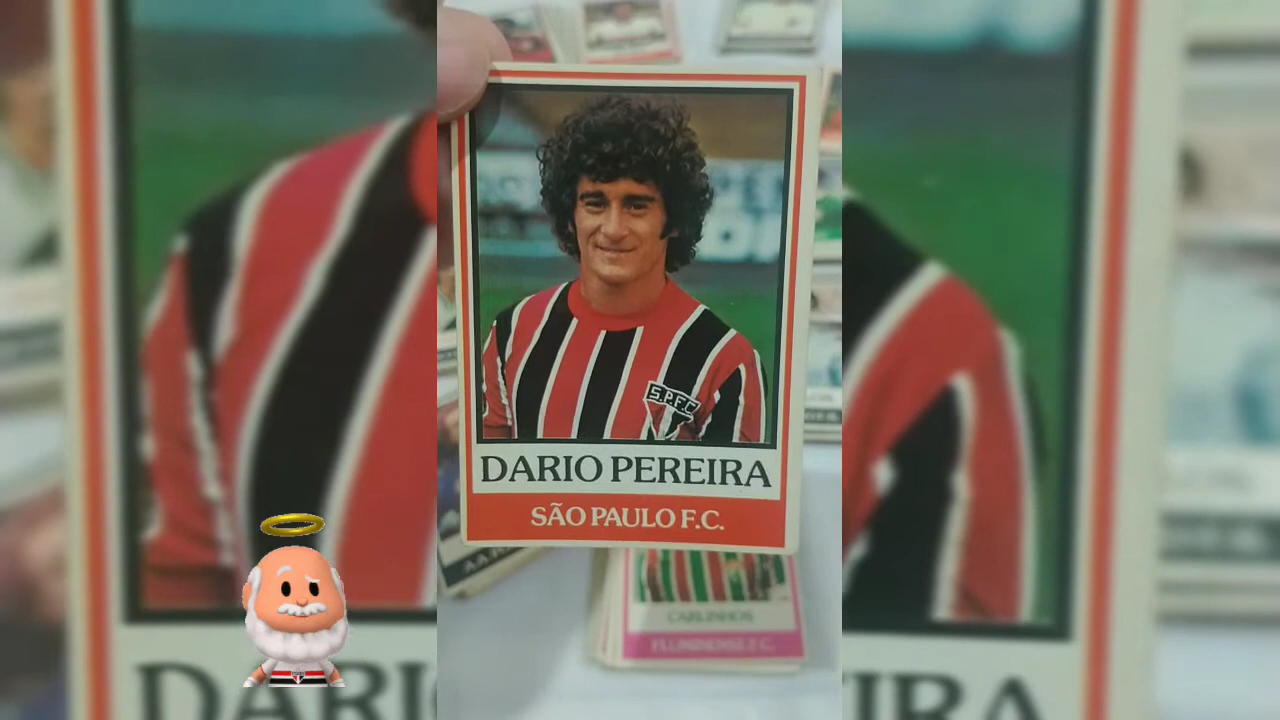 S.P.F.C
DARIO PEREIRA
SÃO PAULO F.C.
CARLINHOS
FLUMINENSE F.C.